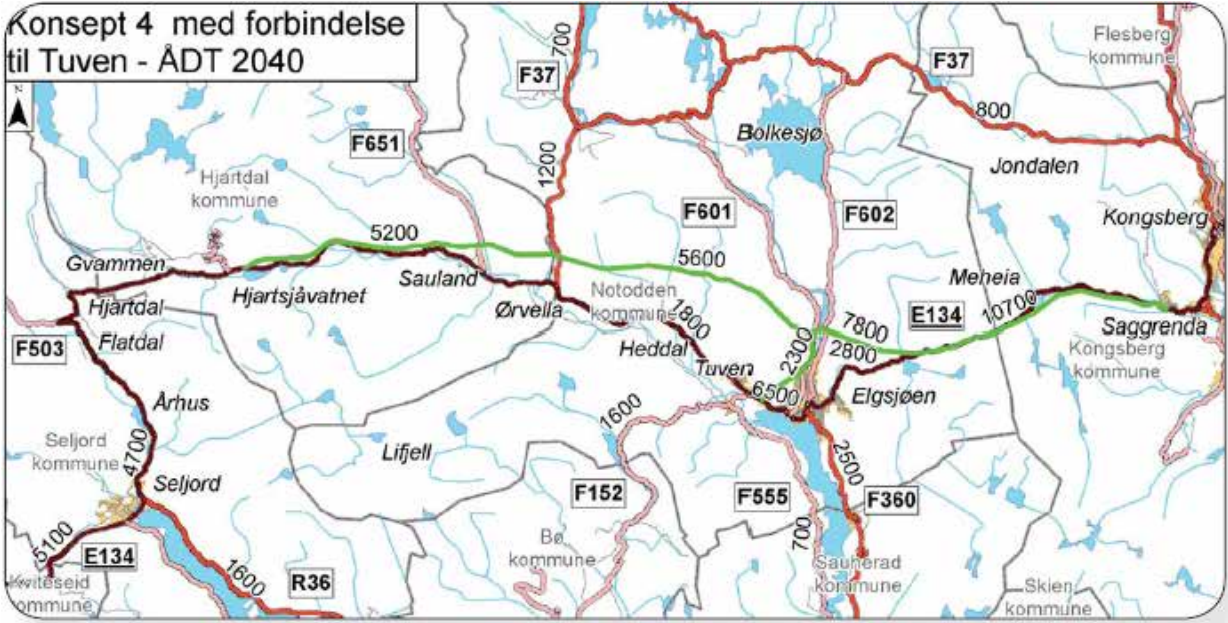 Konsept 4 med forbindelse
til Tuven - ÅDT 2040
N
700
F37
F37
Flesberg
kommune
800
F651
Bolkesjø
Jondalen
1200
Hjartdal
kommune
F601
F602
Kongsberg
5200
Gvammen
5600
Meheia
Hjartsjåvatnet
Sauland
Hjartdal
Ørvella
Notodden
kommune
1800
7800
E134
10700
Saggrenda
F503
Flatdal
Heddal
2300
2800
Kongsberg
kommune
Tuven
6500
Elgsjøen
Århus
1600
Seljord
kommune
4700
Lifjell
2500
Seljord
F152
F555
F360
5100
E134
Bø
kommune
700
Sauherad
kommune
Kviteseid
kommune
1600
R36
Skien
kommune